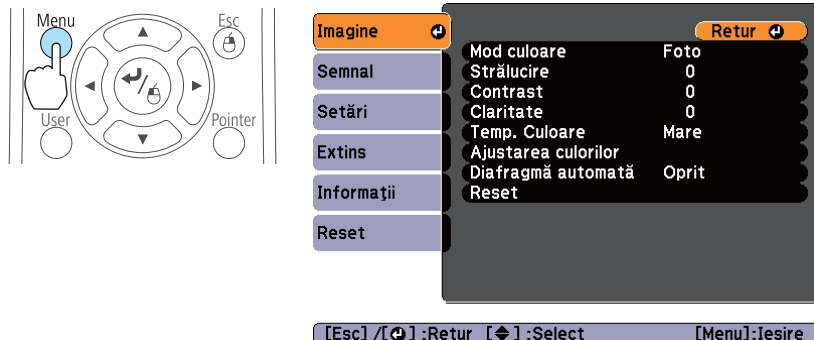 Menu
Esc
User
Pointer
Imagine
Semnal
Setări
Extins
Informaţii
Reset
Retur
Mod culoare Foto
Strălucire 0
Contrast 0
Claritate 0
Temp. Culoare Mare
Ajustarea culorilor
Diafragmă automată Oprit
Reset
[Esc] /[ ] :Retur [ ] :Select [Menu]:Iesire